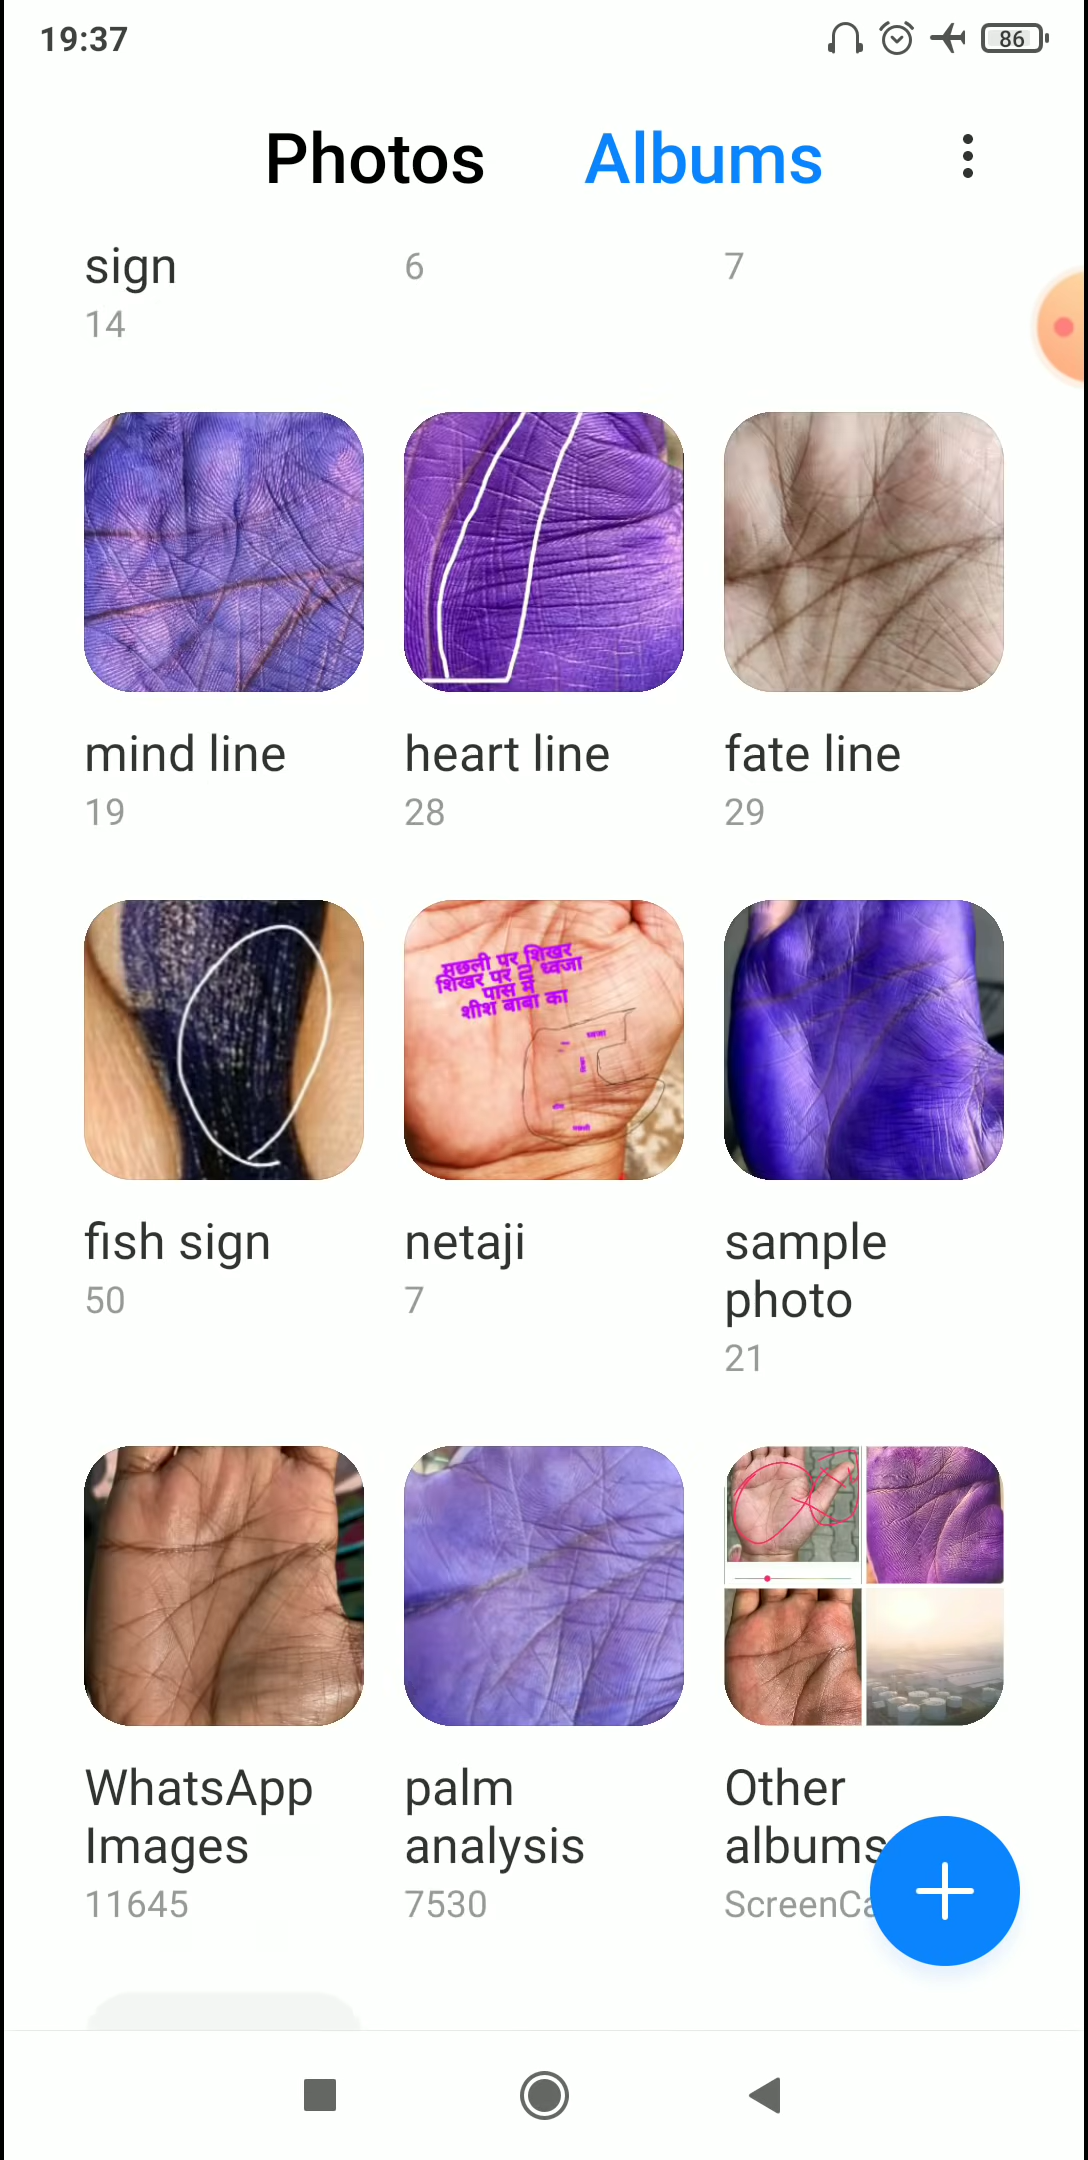 19:37
86
Photos Albums
sign 6 7
14
mind line heart line fate line
19 28 29
मछली पर शिखर
शिखर पर ध्वजा
पास में
शीश बाबा का
ध्वजा
fish sign netaji sample
photo
50 7 21
WhatsApp palm Other
Images analysis albums
11645 7530 ScreenCa